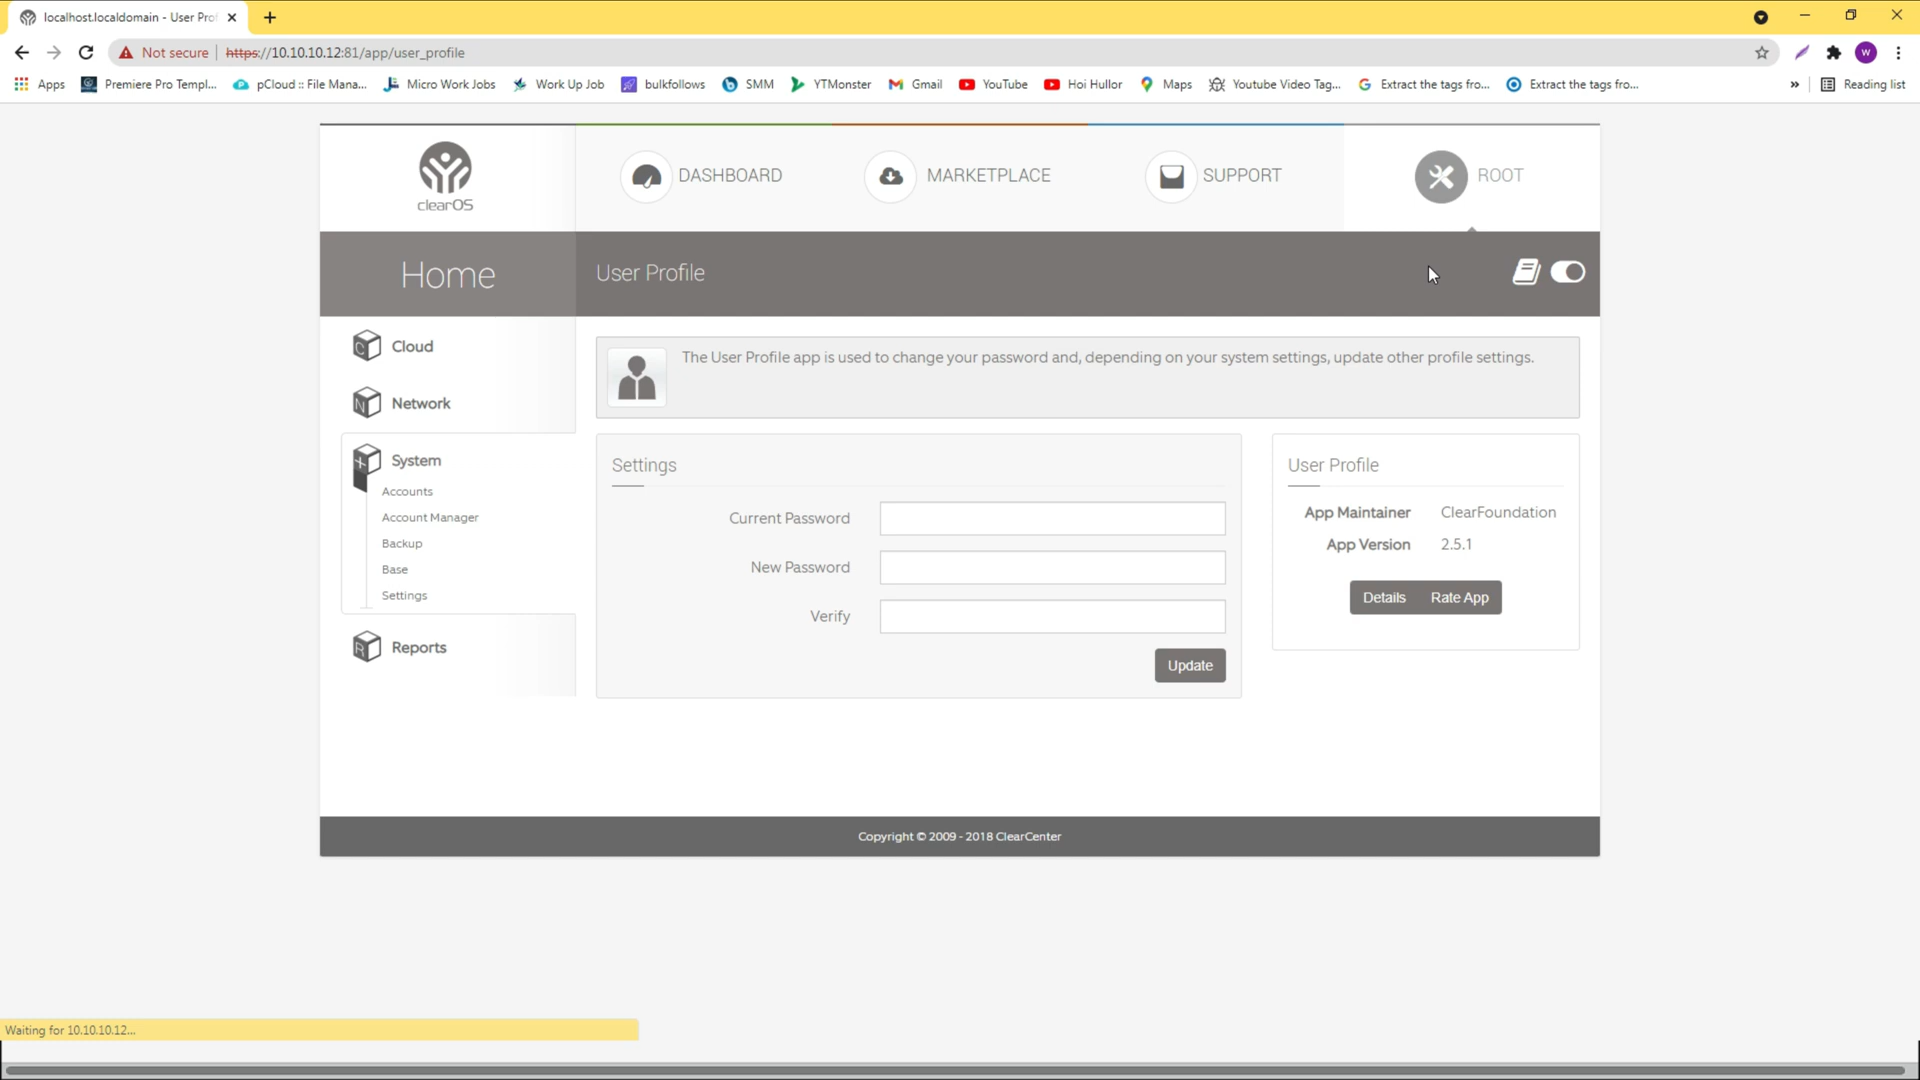 localhost.localdomain - User Prof
Not secure
https://10.10.10.12:81/app/user_profile
W
Apps
Premiere Pro Templ...
pCloud :: File Mana...
Micro Work Jobs
Work Up Job
bulkfollows
SMM
YTMonster
Gmail
YouTube
Hoi Hullor
Maps
Youtube Video Tag...
Extract the tags fro...
Extract the tags fro...
»
Reading list
clearOS
DASHBOARD
MARKETPLACE
SUPPORT
ROOT
Home
User Profile
C
Cloud
N
Network
System
Accounts
Account Manager
Backup
Base
Settings
R
Reports
The User Profile app is used to change your password and, depending on your system settings, update other profile settings.
Settings
Current Password
New Password
Verify
Update
User Profile
App Maintainer ClearFoundation
App Version 2.5.1
Details Rate App
Copyright © 2009 - 2018 ClearCenter
Waiting for 10.10.10.12...